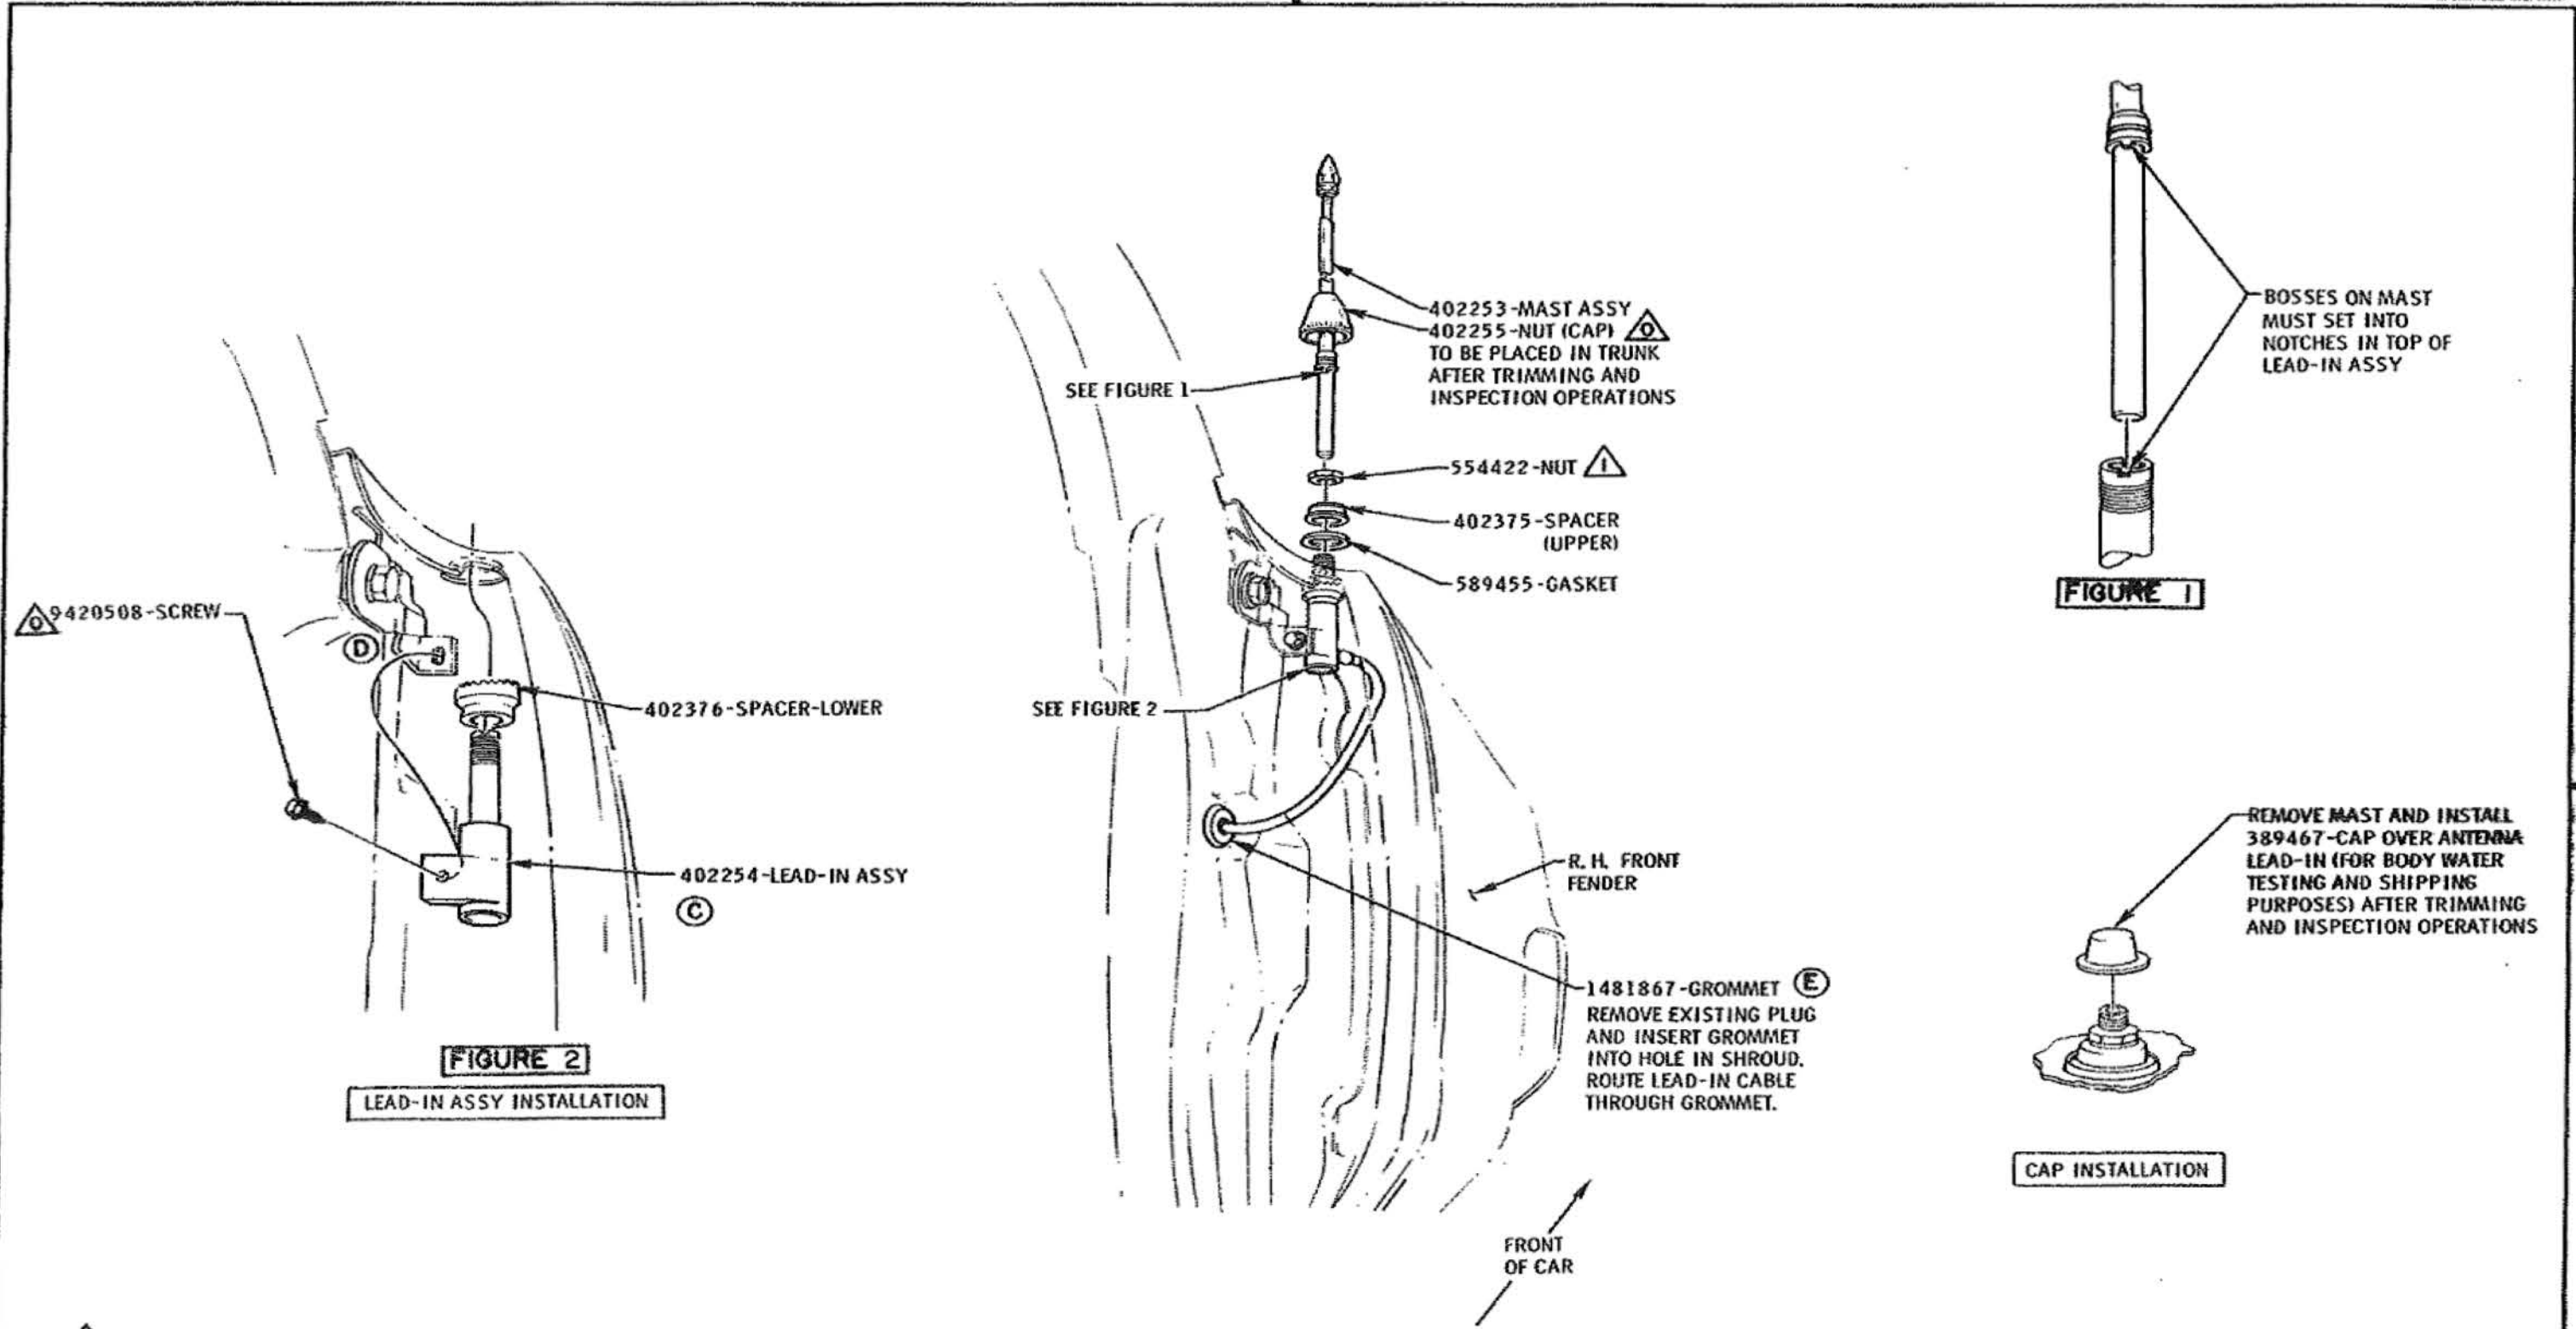 402253-MAST ASSY
402255-NUT (CAP) 0
TO BE PLACED IN TRUNK
AFTER TRIMMING AND
INSPECTION OPERATIONS
SEE FIGURE 1
554422-NUT 1
402375-SPACER
(UPPER)
589455-GASKET
SEE FIGURE 2
R. H. FRONT
FENDER
1481867-GROMMET E
REMOVE EXISTING PLUG
AND INSERT GROMMET
INTO HOLE IN SHROUD.
ROUTE LEAD-IN CABLE
THROUGH GROMMET.
FRONT
OF CAR
0 9420508-SCREW
D
402376-SPACER-LOWER
402254-LEAD-IN ASSY
C
FIGURE 2
LEAD-IN ASSY INSTALLATION
BOSSES ON MAST
MUST SET INTO
NOTCHES IN TOP OF
LEAD-IN ASSY
FIGURE 1
REMOVE MAST AND INSTALL
389467-CAP OVER ANTENNA
LEAD-IN (FOR BODY WATER
TESTING AND SHIPPING
PURPOSES) AFTER TRIMMING
AND INSPECTION OPERATIONS
CAP INSTALLATION